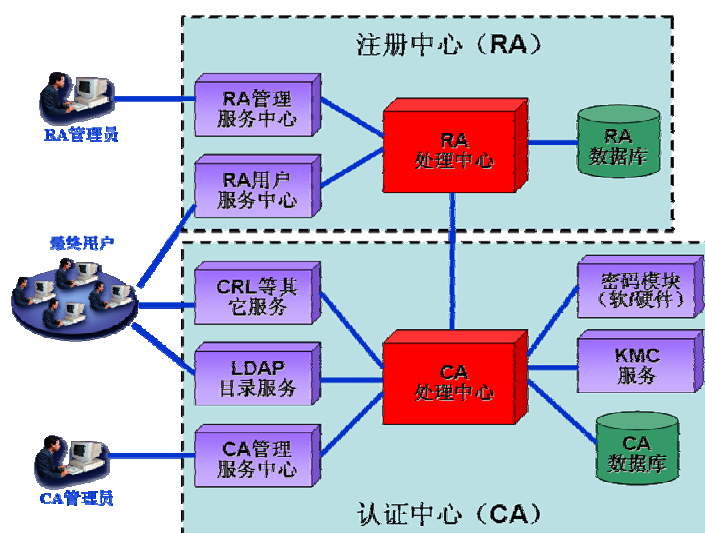 注册中心（RA）
RA管理员
RA管理
服务中心
RA
处理中心
RA
数据库
RA用户
服务中心
最终用户
CRL等其
它服务
密码模块
（软/硬件）
LDAP
目录服务
CA
处理中心
KMC
服务
CA管理
服务中心
CA
数据库
CA管理员
认证中心（CA）